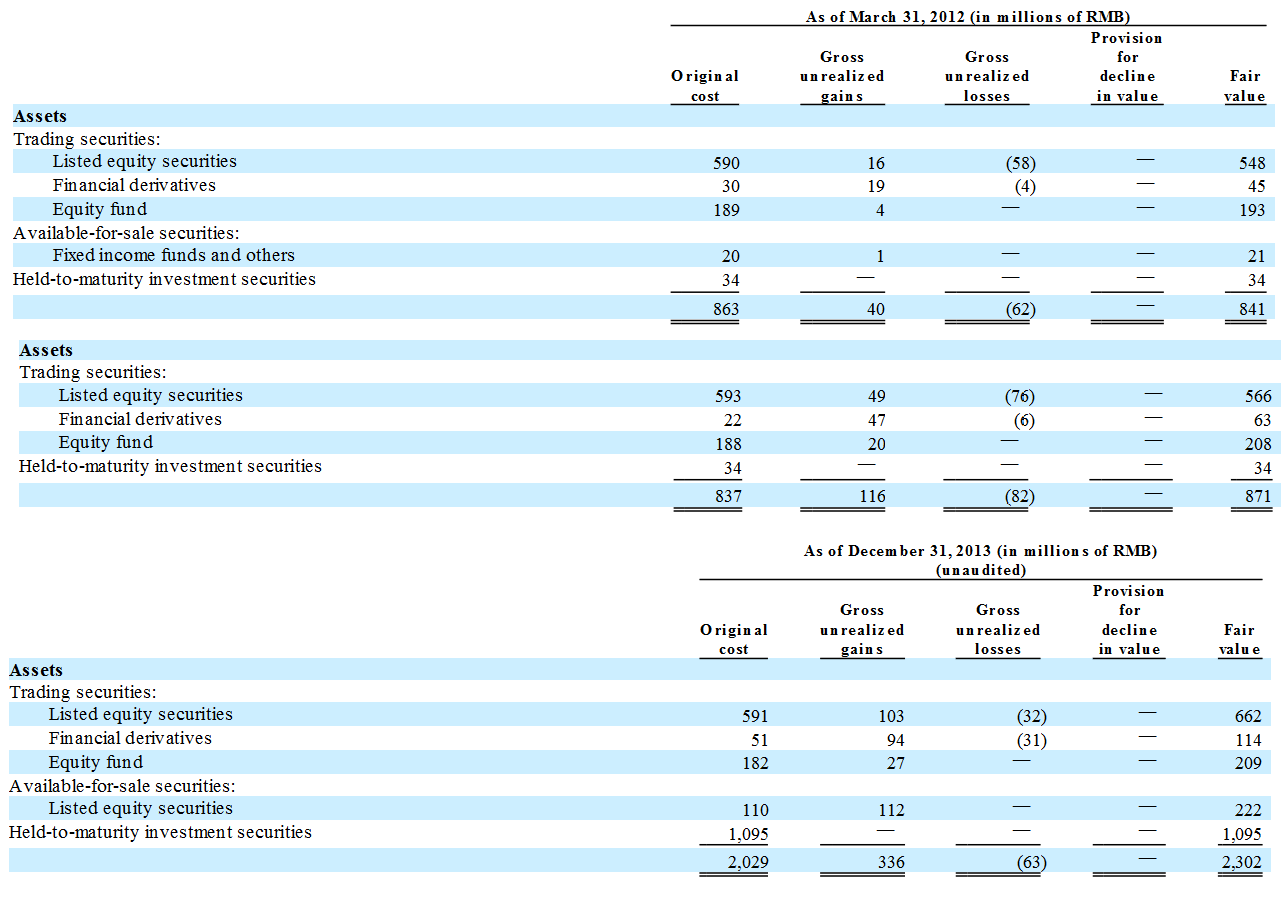 As of March 31, 2012 (in millions of RMB)
Original cost Gross unrealized gains Gross unrealized losses Provision for decline in value Fair value
Assets
Trading securities:
Listed equity securities 590 16 (58) — 548
Financial derivatives 30 19 (4) — 45
Equity fund 189 4 — — 193
Available-for-sale securities:
Fixed income funds and others 20 1 — — 21
Held-to-maturity investment securities 34 — — — 34
863 40 (62) — 841
Assets
Trading securities:
Listed equity securities 593 49 (76) — 566
Financial derivatives 22 47 (6) — 63
Equity fund 188 20 — — 208
Held-to-maturity investment securities 34 — — — 34
837 116 (82) — 871
As of December 31, 2013 (in millions of RMB)
(unaudited)
Original cost Gross unrealized gains Gross unrealized losses Provision for decline in value Fair value
Assets
Trading securities:
Listed equity securities 591 103 (32) — 662
Financial derivatives 51 94 (31) — 114
Equity fund 182 27 — — 209
Available-for-sale securities:
Listed equity securities 110 112 — — 222
Held-to-maturity investment securities 1,095 — — — 1,095
2,029 336 (63) — 2,302